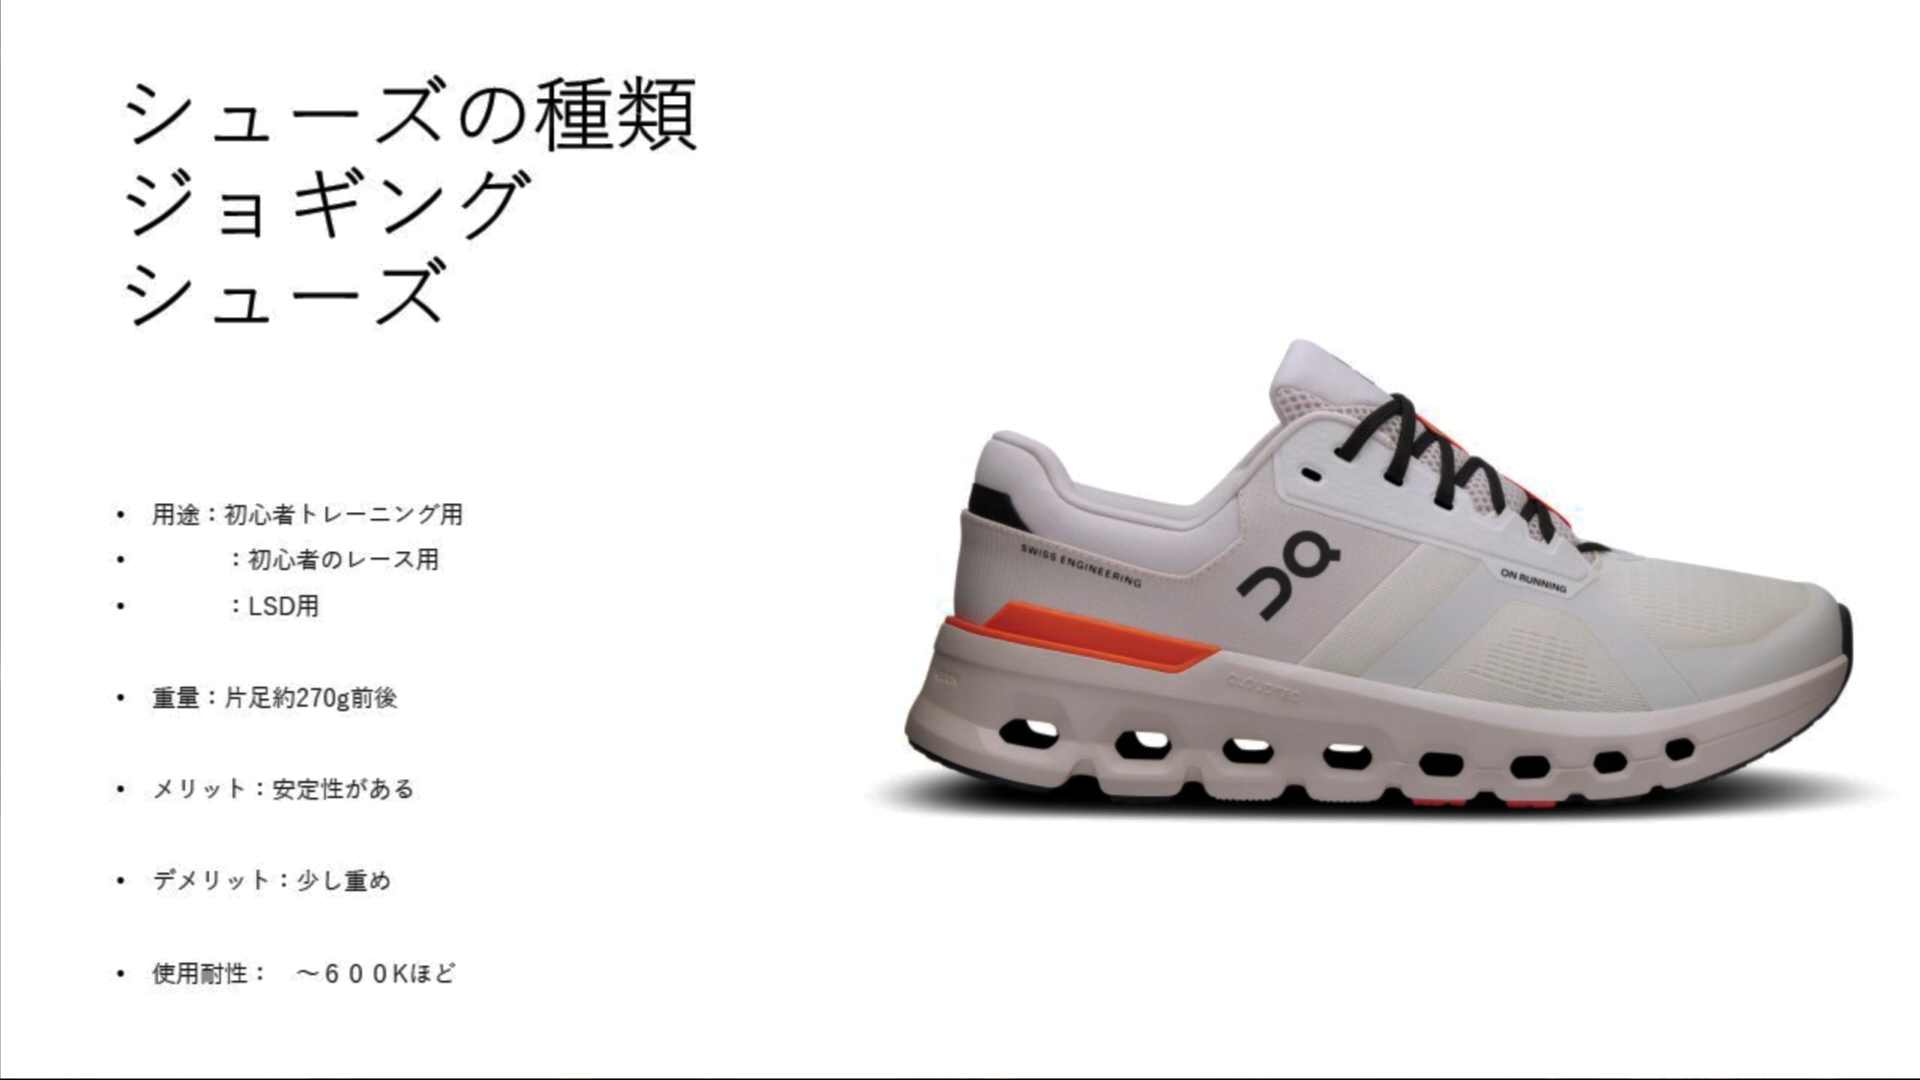 シューズの種類
ジョギング
シューズ
• 用途：初心者トレーニング用
• ：初心者のレース用
• ：LSD用
• 重量：片足約270g前後
• メリット：安定性がある
• デメリット：少し重め
• 使用耐性：　～６００Kほど
SWISS ENGINEERING
ON RUNNING
CLOUDTEC